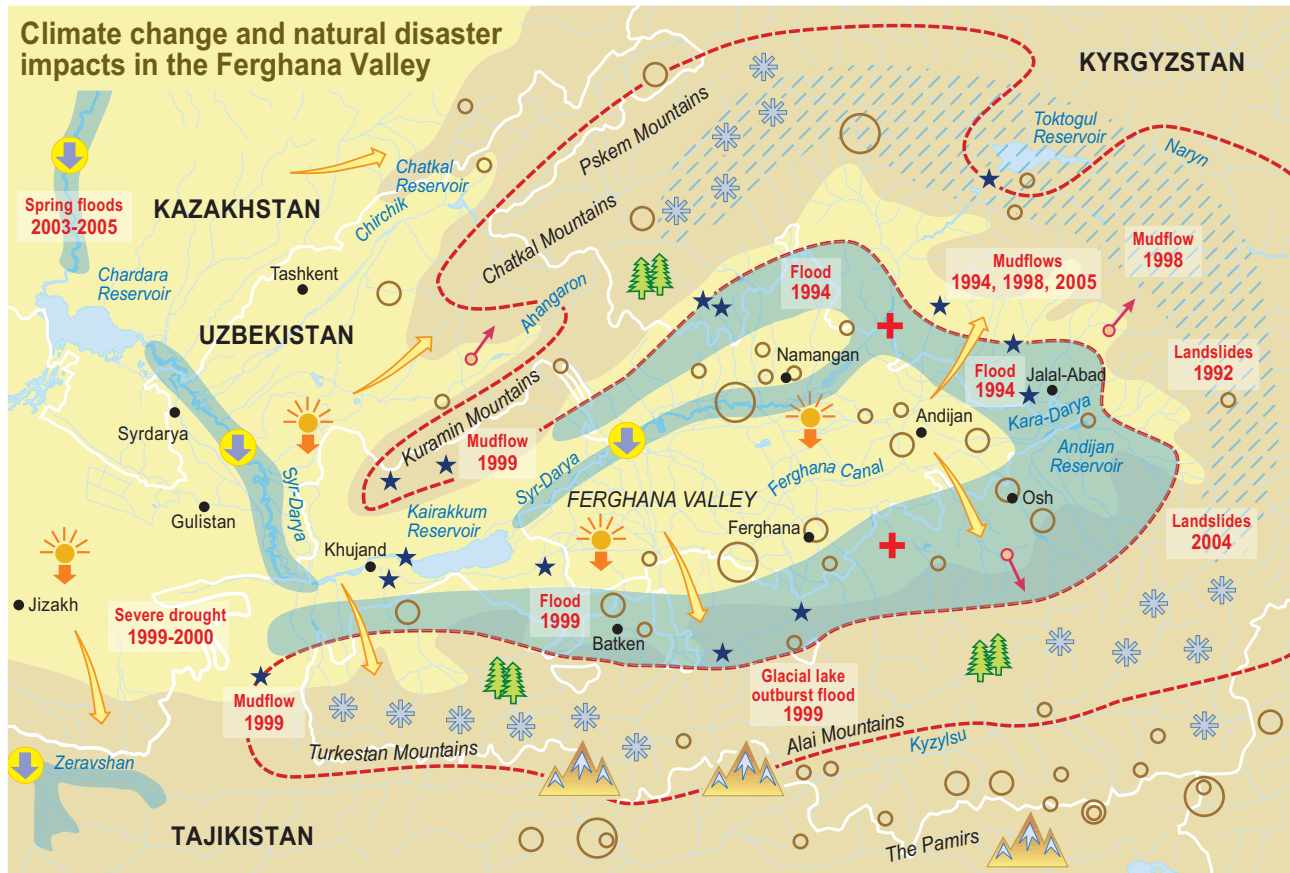 Climate change and natural disaster
impacts in the Ferghana Valley
KYRGYZSTAN
Pskem Mountains
Toktogul
Reservoir
Naryn
Chatkal
Reservoir
Spring floods
2003-2005
KAZAKHSTAN
Chirchik
Chatkal Mountains
Mudflow
1998
Mudflows
1994, 1998, 2005
Flood
1994
Tashkent
Chardara
Reservoir
Ahangaron
UZBEKISTAN
Namangan
Flood
1994
Jalal-Abad
Landslides
1992
Kara-Darya
Syrdarya
Kuramin Mountains
Andijan
Mudflow
1999
Andijan
Reservoir
Syr-Darya
Syr-Darya
Ferghana Canal
FERGHANA VALLEY
Osh
Gulistan
Kairakkum
Reservoir
Ferghana
Landslides
2004
Khujand
Jizakh
Severe drought
1999-2000
Flood
1999
Batken
Mudflow
1999
Glacial lake
outburst flood
1999
Turkestan Mountains
Alai Mountains
Kyzylsu
Zeravshan
TAJIKISTAN
The Pamirs